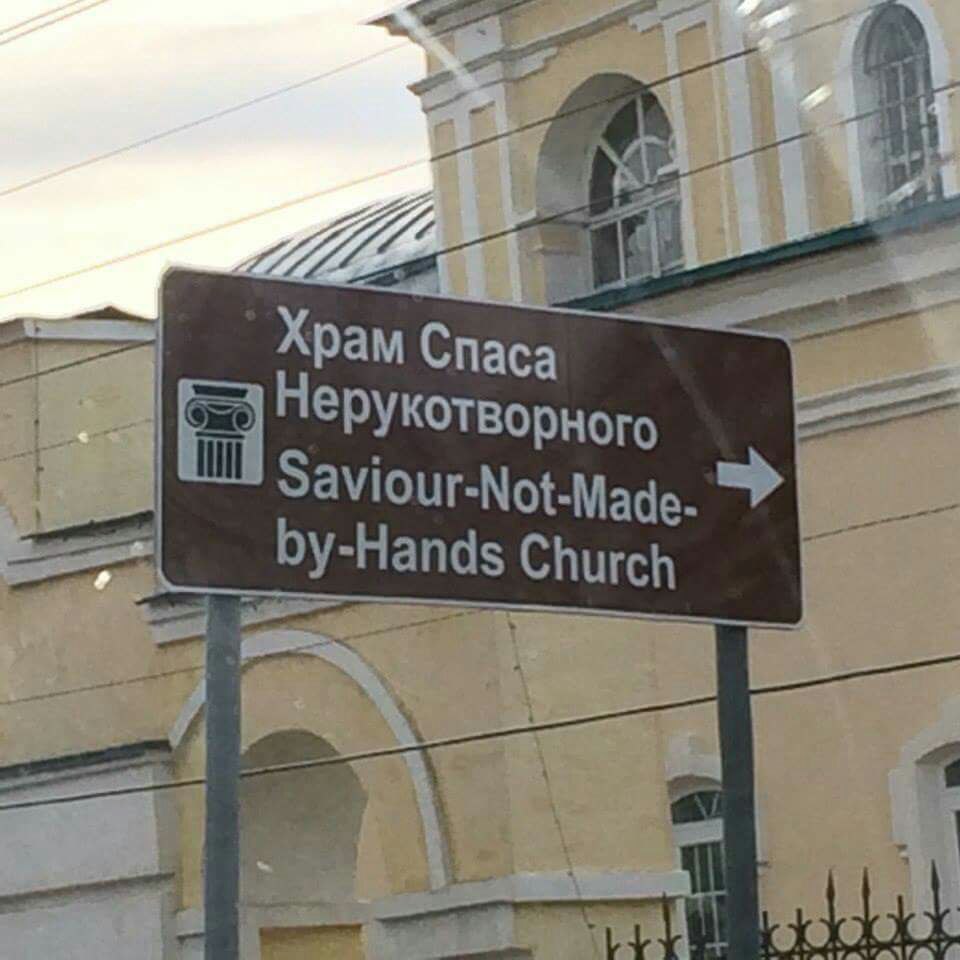 Храм Спаса
Нерукотворного
Saviour-Not-Made-
by-Hands Church